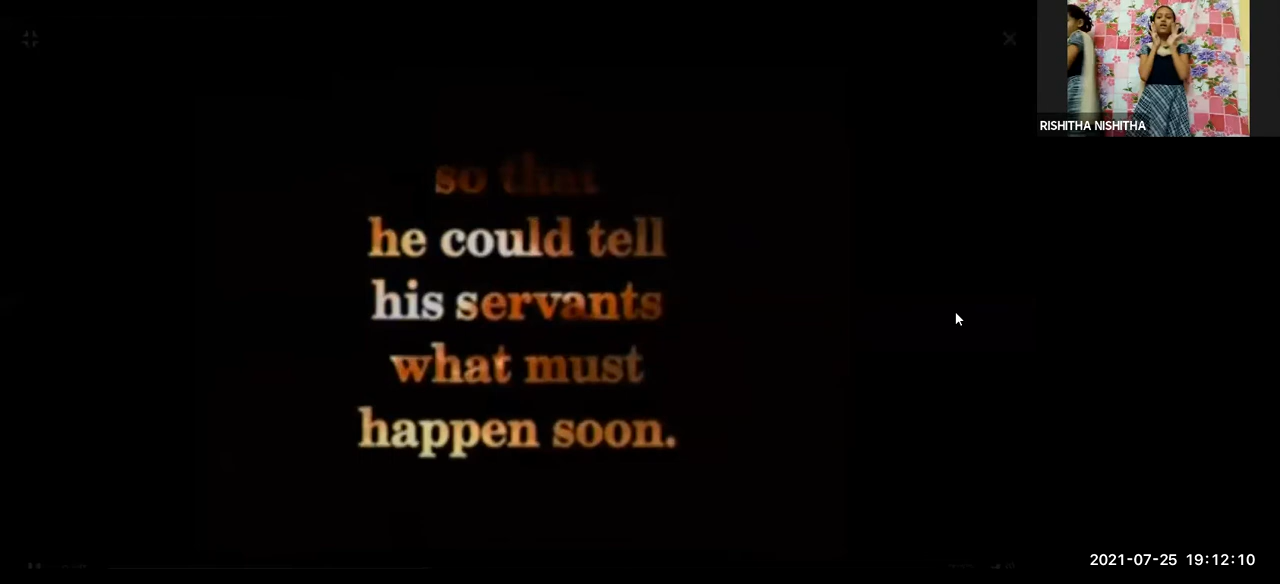 so that
he could tell
his servants
what must
happen soon.
RISHITHA NISHITHA
2021-07-25 19:12:10